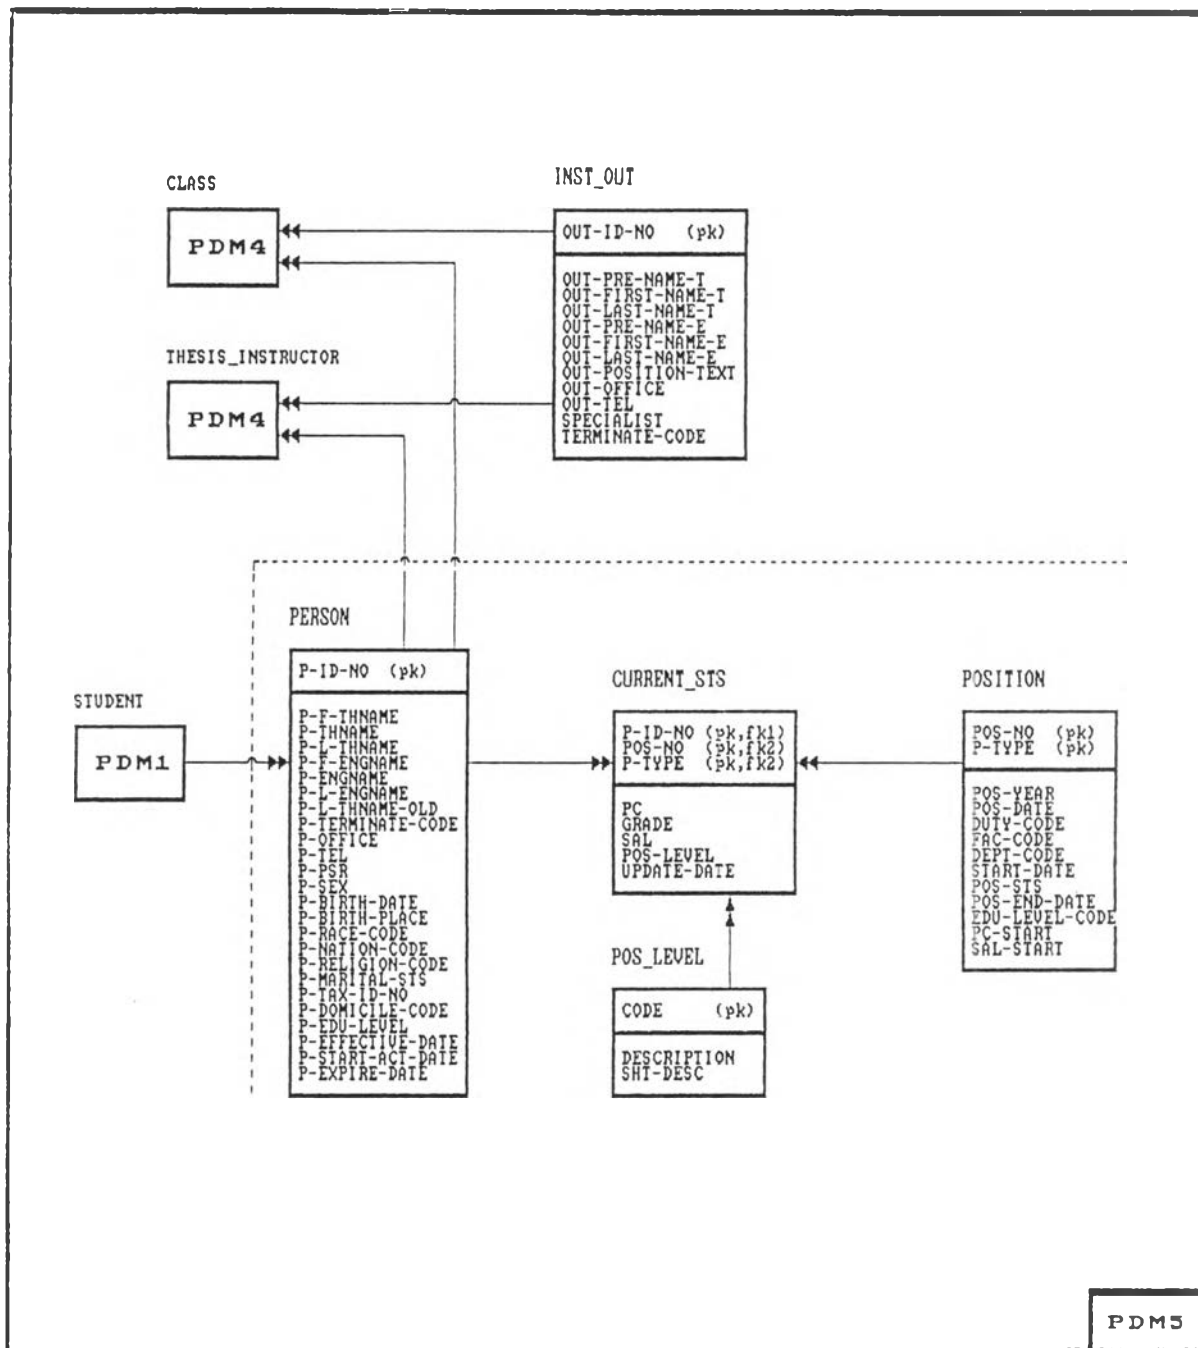 CLASS
PDM4
INST_OUT
OUT-ID-NO (pk)
OUT-PRE-NAME-T
OUT-FIRST-NAME-T
OUT-LAST-NAME-T
OUT-PRE-NAME-E
OUT-FIRST-NAME-E
OUT-LAST-NAME-E
OUT-POSITION-TEXT
OUT-OFFICE
OUT-TEL
SPECIALIST
TERMINATE-CODE
THESIS_INSTRUCTOR
PDM4
STUDENT
PDM1
PERSON
P-ID-NO (pk)
P-F-THNAME
P-THNAME
P-L-THNAME
P-F-ENGNAME
P-ENGNAME
P-L-ENGNAME
P-L-THNAME-OLD
P-TERMINATE-CODE
P-OFFICE
P-TEL
P-PSR
P-SEX
P-BIRTH-DATE
P-BIRTH-PLACE
P-RACE-CODE
P-NATION-CODE
P-RELIGION-CODE
P-MARITAL-STS
P-TAX-ID-NO
P-DOMICILE-CODE
P-EDU-LEVEL
P-EFFECTIVE-DATE
P-START-ACT-DATE
P-EXPIRE-DATE
CURRENT_STS
P-ID-NO (pk,fk1)
POS-NO (pk,fk2)
P-TYPE (pk,fk2)
PC
GRADE
SAL
POS-LEVEL
UPDATE-DATE
POS_LEVEL
CODE (pk)
DESCRIPTION
SHT-DESC
POSITION
POS-NO (pk)
P-TYPE (pk)
POS-YEAR
POS-DATE
DUTY-CODE
FAC-CODE
DEPT-CODE
START-DATE
POS-STS
POS-END-DATE
EDU-LEVEL-CODE
PC-START
SAL-START
PDM5